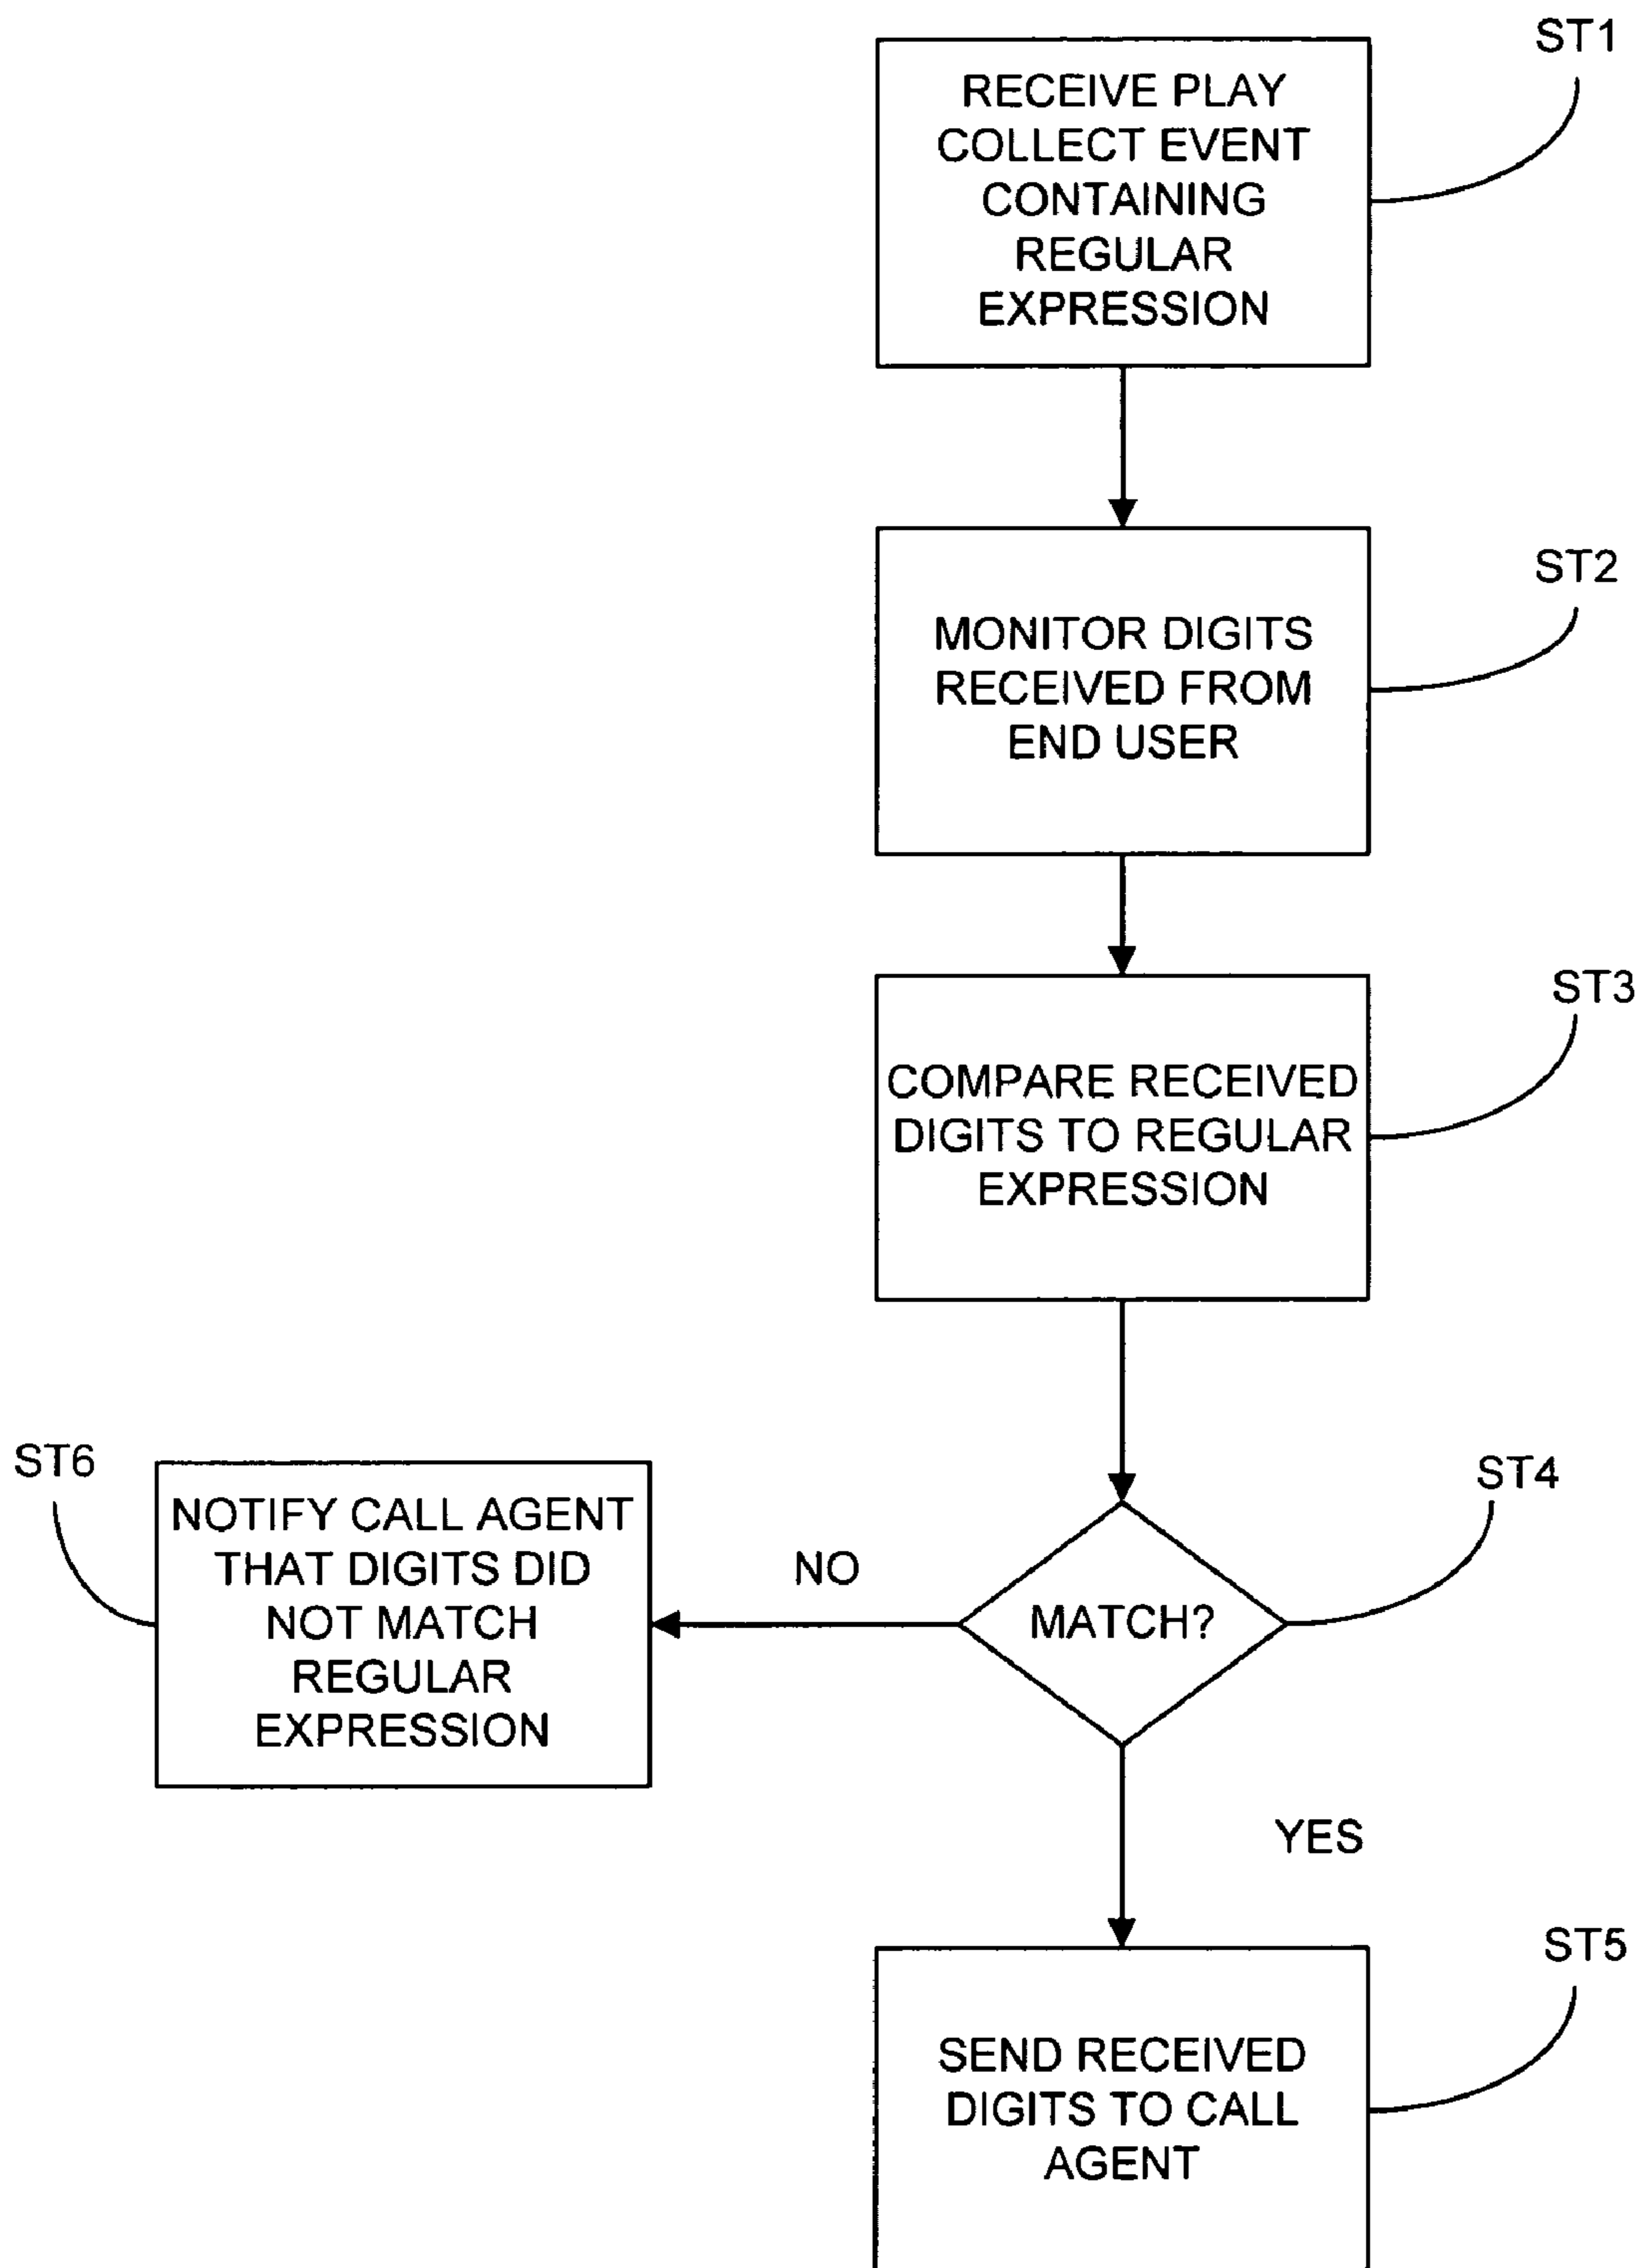 ST1
RECEIVE PLAY
COLLECT EVENT
CONTAINING
REGULAR
EXPRESSION
ST2
MONITOR DIGITS
RECEIVED FROM
END USER
ST3
COMPARE RECEIVED
DIGITS TO REGULAR
EXPRESSION
ST4
MATCH?
NO
ST6
NOTIFY CALL AGENT
THAT DIGITS DID
NOT MATCH
REGULAR
EXPRESSION
YES
ST5
SEND RECEIVED
DIGITS TO CALL
AGENT